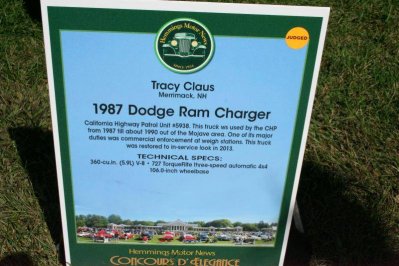 Hemmings Motor News
SINCE 1954
JUDGED
Tracy Claus
Merrimack, NH
1987 Dodge Ram Charger
California Highway Patrol Unit #5938. This truck ws used by the CHP
from 1987 till about 1990 out of the Mojave area. One of its major
duties was commercial enforcement at weigh stations. This truck
was restored to in-service look in 2013.
TECHNICAL SPECS:
360-cu.in. (5.9L) V-8 • 727 TorqueFlite three-speed automatic 4x4
106.0-inch wheelbase
Hemmings Motor News
CONCOURS D'ELEGANCE